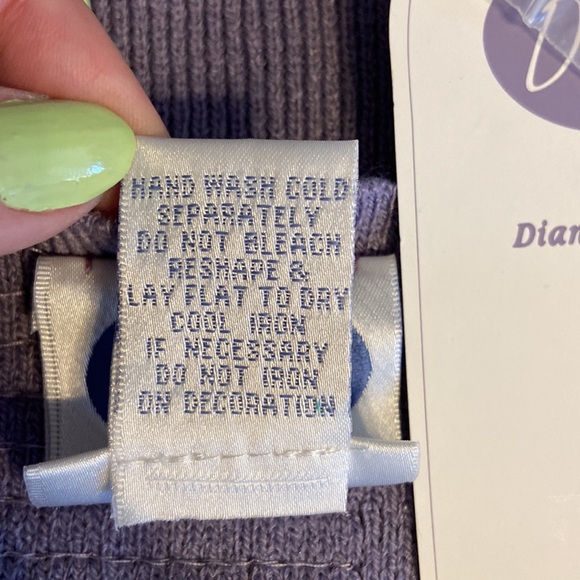 HAND WASH COLD
SEPARATELY
DO NOT BLEACH
RESHAPE &
LAY FLAT TO DRY
COOL IRON
IF NECESSARY
DO NOT IRON
ON DECORATION
D
Dian